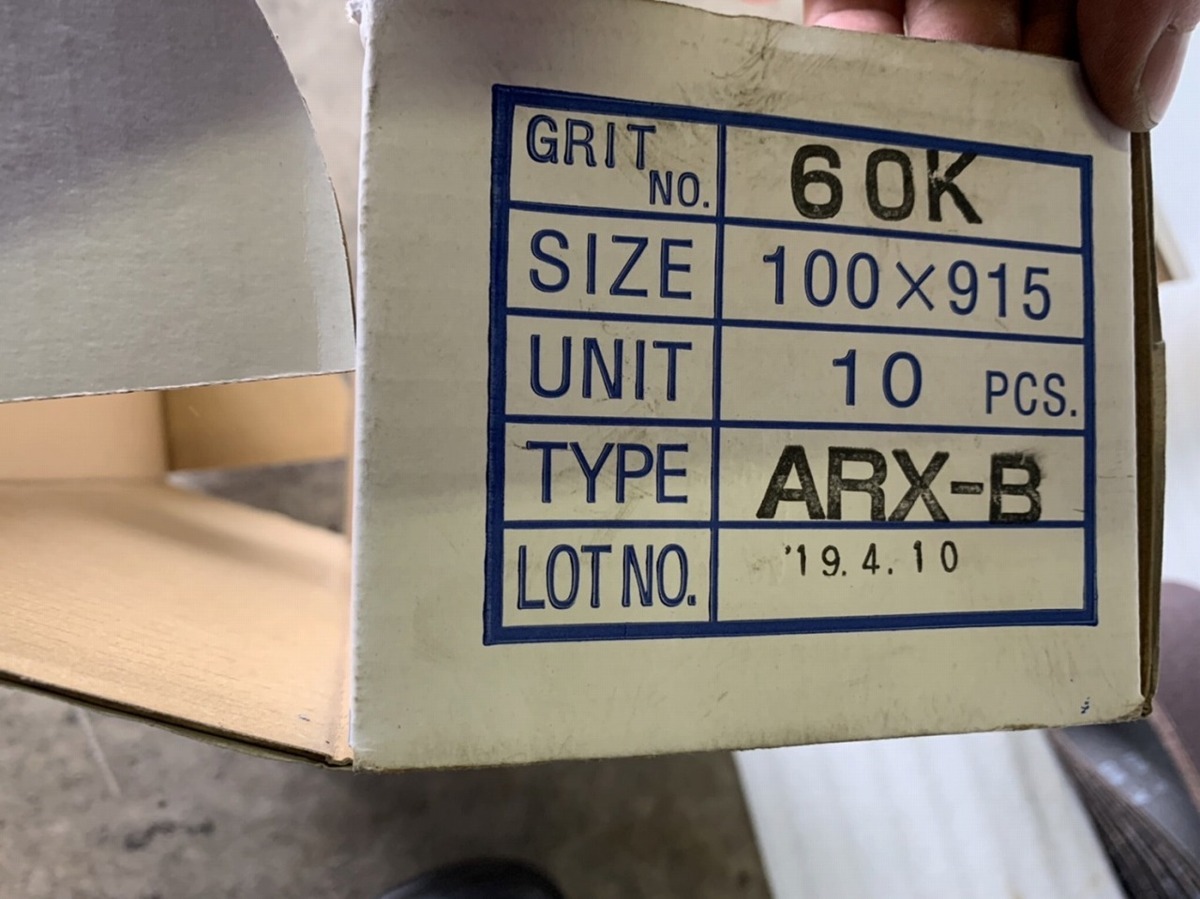 GRIT NO. 60K
SIZE 100×915
UNIT 10 PCS.
TYPE ARX-B
LOT NO. '19.4.10